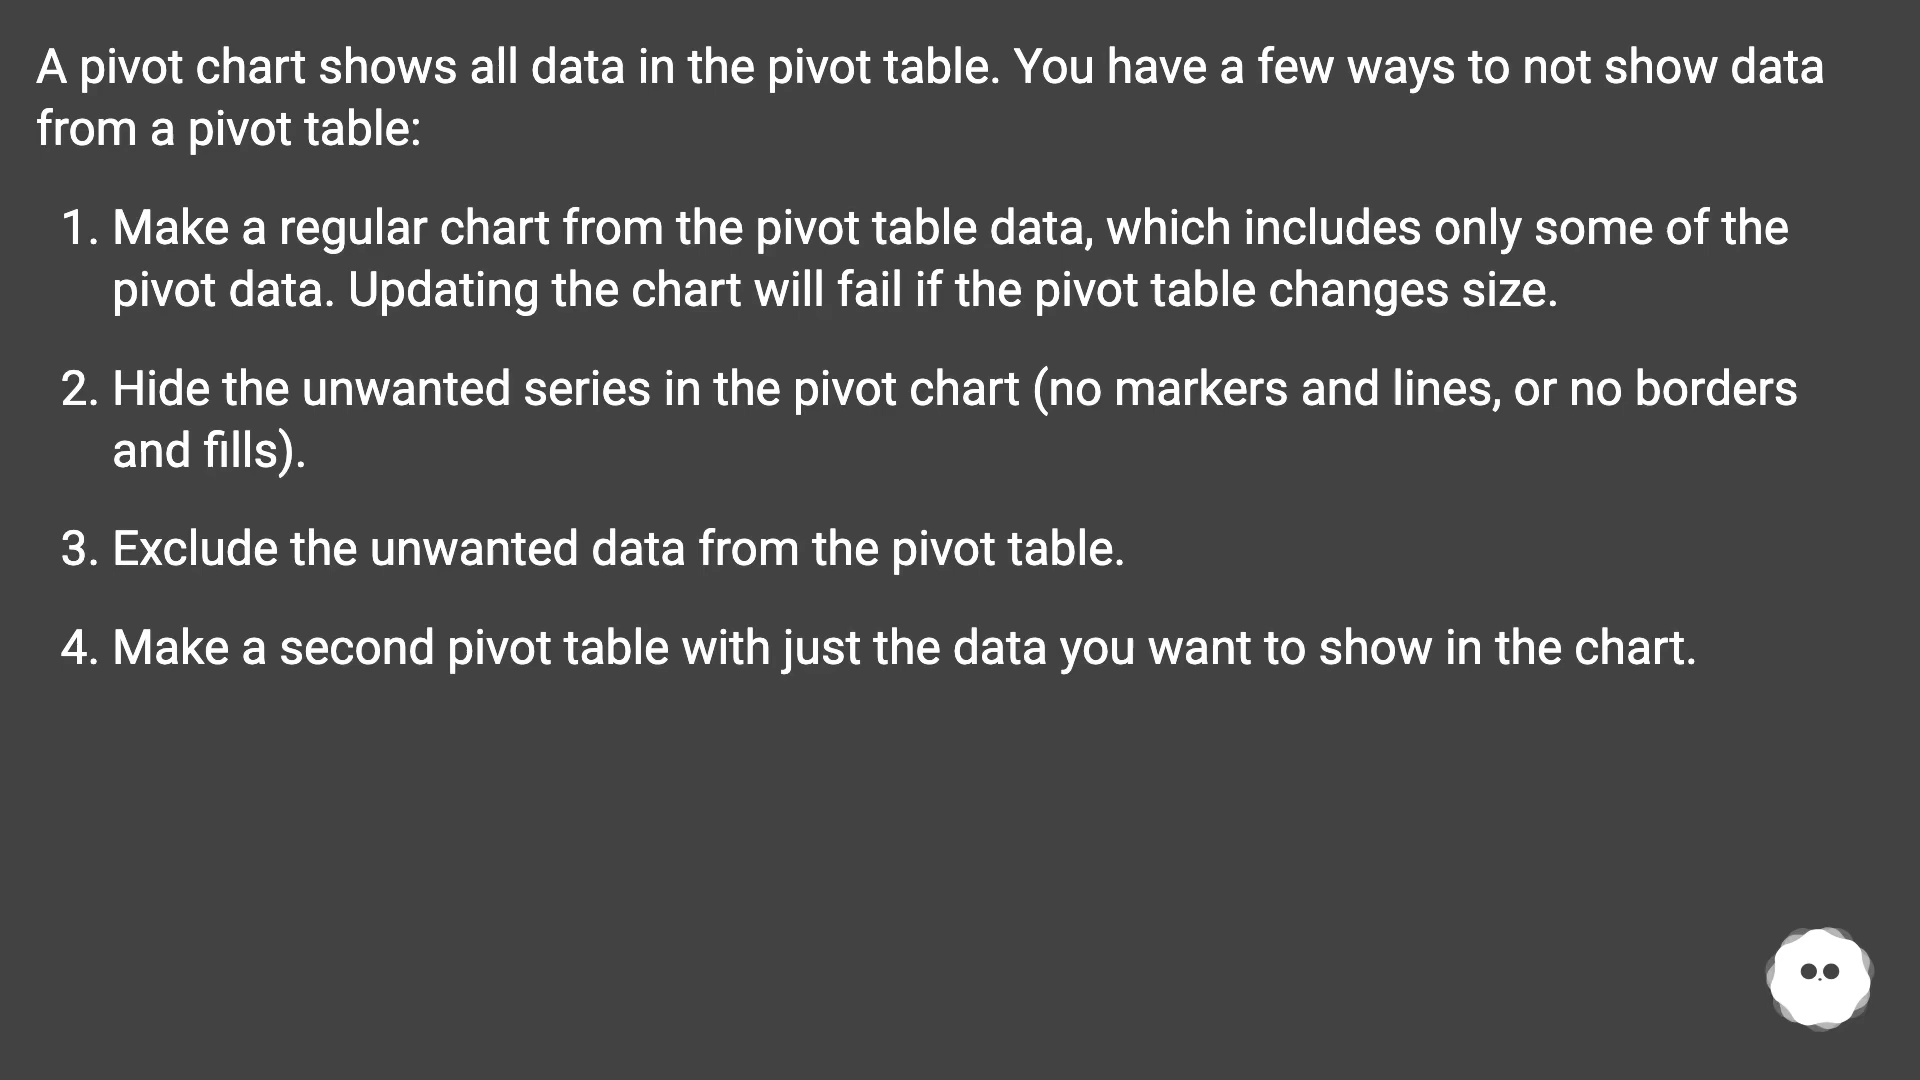 A pivot chart shows all data in the pivot table. You have a few ways to not show data
from a pivot table:
1. Make a regular chart from the pivot table data, which includes only some of the
pivot data. Updating the chart will fail if the pivot table changes size.
2. Hide the unwanted series in the pivot chart (no markers and lines, or no borders
and fills).
3. Exclude the unwanted data from the pivot table.
4. Make a second pivot table with just the data you want to show in the chart.